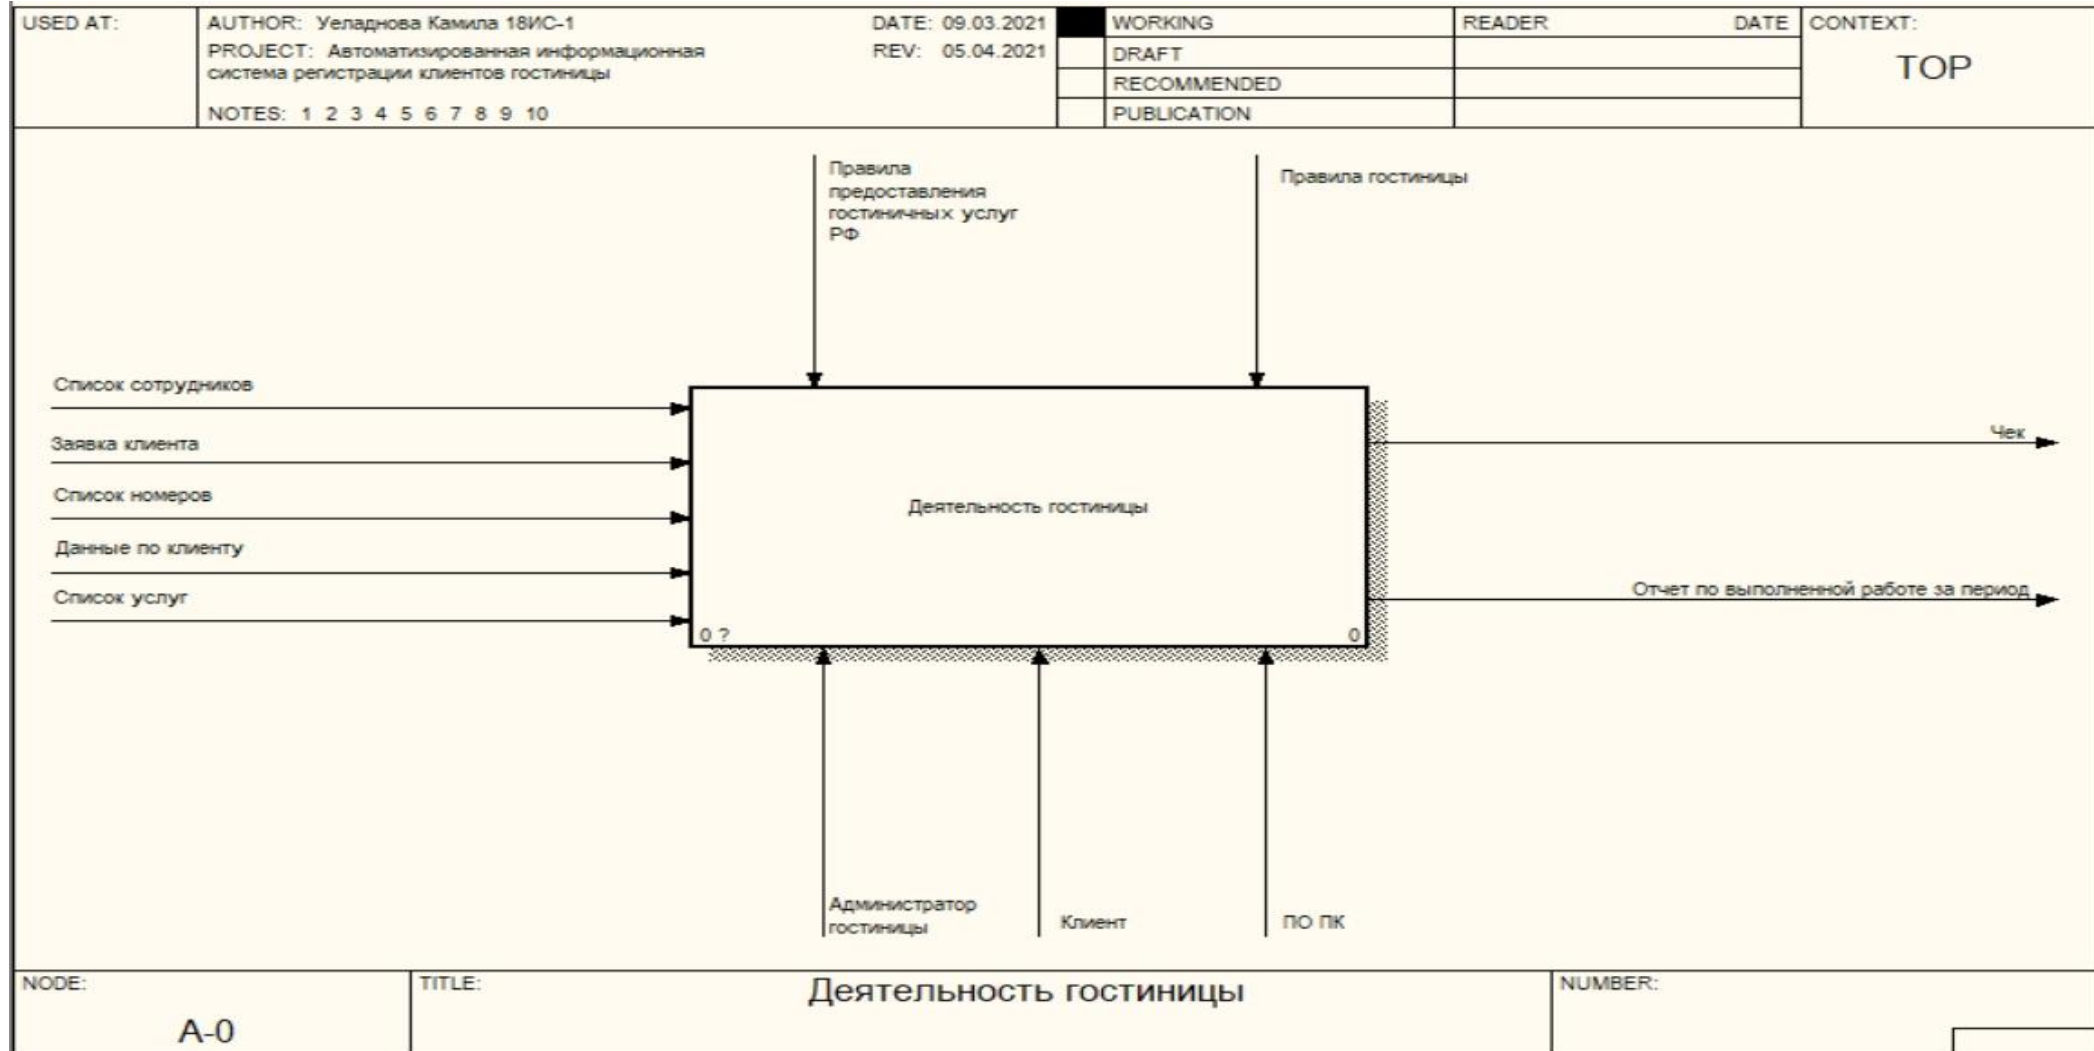 USED AT:
AUTHOR: Уеладнова Камила 18ИС-1
DATE: 09.03.2021
PROJECT: Автоматизированная информационная
система регистрации клиентов гостиницы
REV: 05.04.2021
NOTES: 1 2 3 4 5 6 7 8 9 10
WORKING
DRAFT
RECOMMENDED
PUBLICATION
READER DATE
CONTEXT:
TOP
Правила
предоставления
гостиничных услуг
РФ
Правила гостиницы
Список сотрудников
Заявка клиента
Список номеров
Данные по клиенту
Список услуг
Деятельность гостиницы
0 ?
0
Чек
Отчет по выполненной работе за период
Администратор
гостиницы
Клиент
ПО ПК
NODE:
A-0
TITLE:
Деятельность гостиницы
NUMBER: